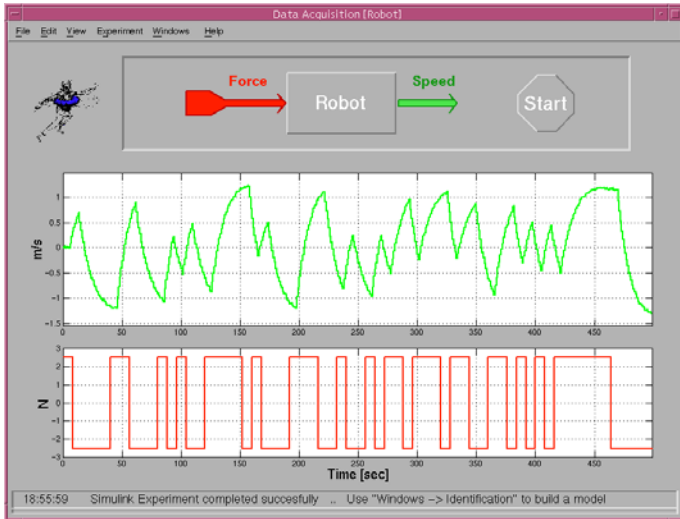 Data Acquisition [Robot]
File Edit View Experiment Windows Help
Force
Speed
Robot
Start
1
0.5
0
-0.5
-1
-1.5
m/s
0 50 100 150 200 250 300 350 400 450
3
2
1
0
-1
-2
-3
N
0 50 100 150 200 250 300 350 400 450
Time [sec]
18:55:59 Simulink Experiment completed succesfully .. Use "Windows -> Identification" to build a model